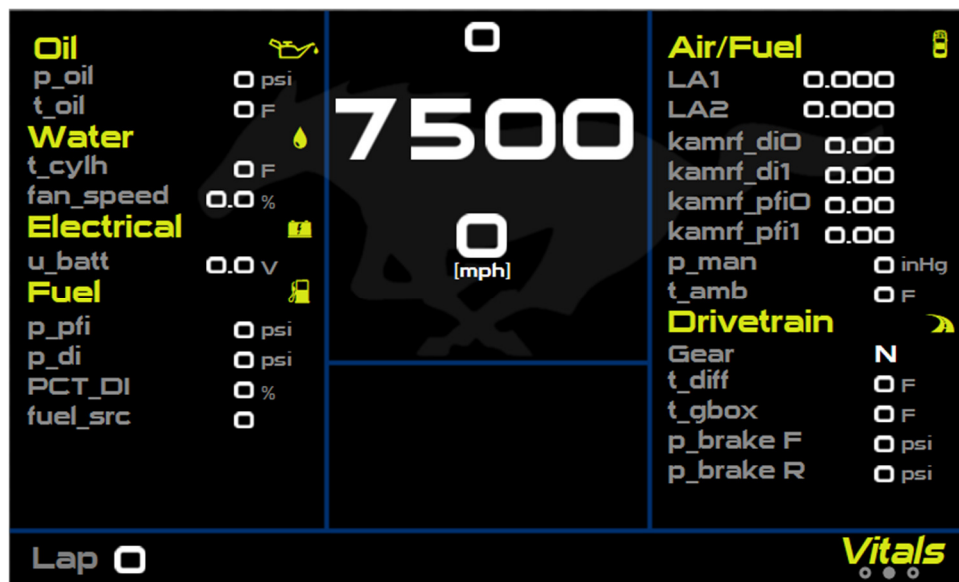 Oil
p_oil 0 psi
t_oil 0 F
Water
t_cylh 0 F
fan_speed 0.0 %
Electrical
u_batt 0.0 V
Fuel
p_pfi 0 psi
p_di 0 psi
PCT_DI 0 %
fuel_src 0
0
7500
0
[mph]
Air/Fuel
LA1 0.000
LA2 0.000
kamrf_di0 0.00
kamrf_di1 0.00
kamrf_pfi0 0.00
kamrf_pfi1 0.00
p_man 0 inHg
t_amb 0 F
Drivetrain
Gear N
t_diff 0 F
t_gbox 0 F
p_brake F 0 psi
p_brake R 0 psi
Lap 0
Vitals